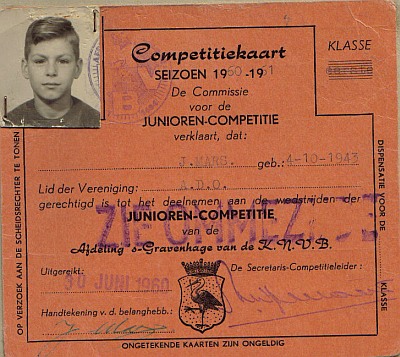 Competitiekaart
KLASSE
SEIZOEN 1960-1961
De Commissie
voor de
JUNIOREN-COMPETITIE
verklaart, dat:
J. MARS. geb.: 4-10-1943
Lid der Vereniging: A.D.O.
gerechtigd is tot het deelnemen aan de wedstrijden der
JUNIOREN-COMPETITIE
van de
Afdeling 's-Gravenhage van de K.N.V.B.
Uitgereikt: De Secretaris-Competitieleider:
30 JUNI 1960
Handtekening v. d. belanghebb.:
ONGETEKENDE KAARTEN ZIJN ONGELDIG
OP VERZOEK AAN DE SCHEIDSRECHTER TE TONEN
DISPENSATIE VOOR DE
KLASSE